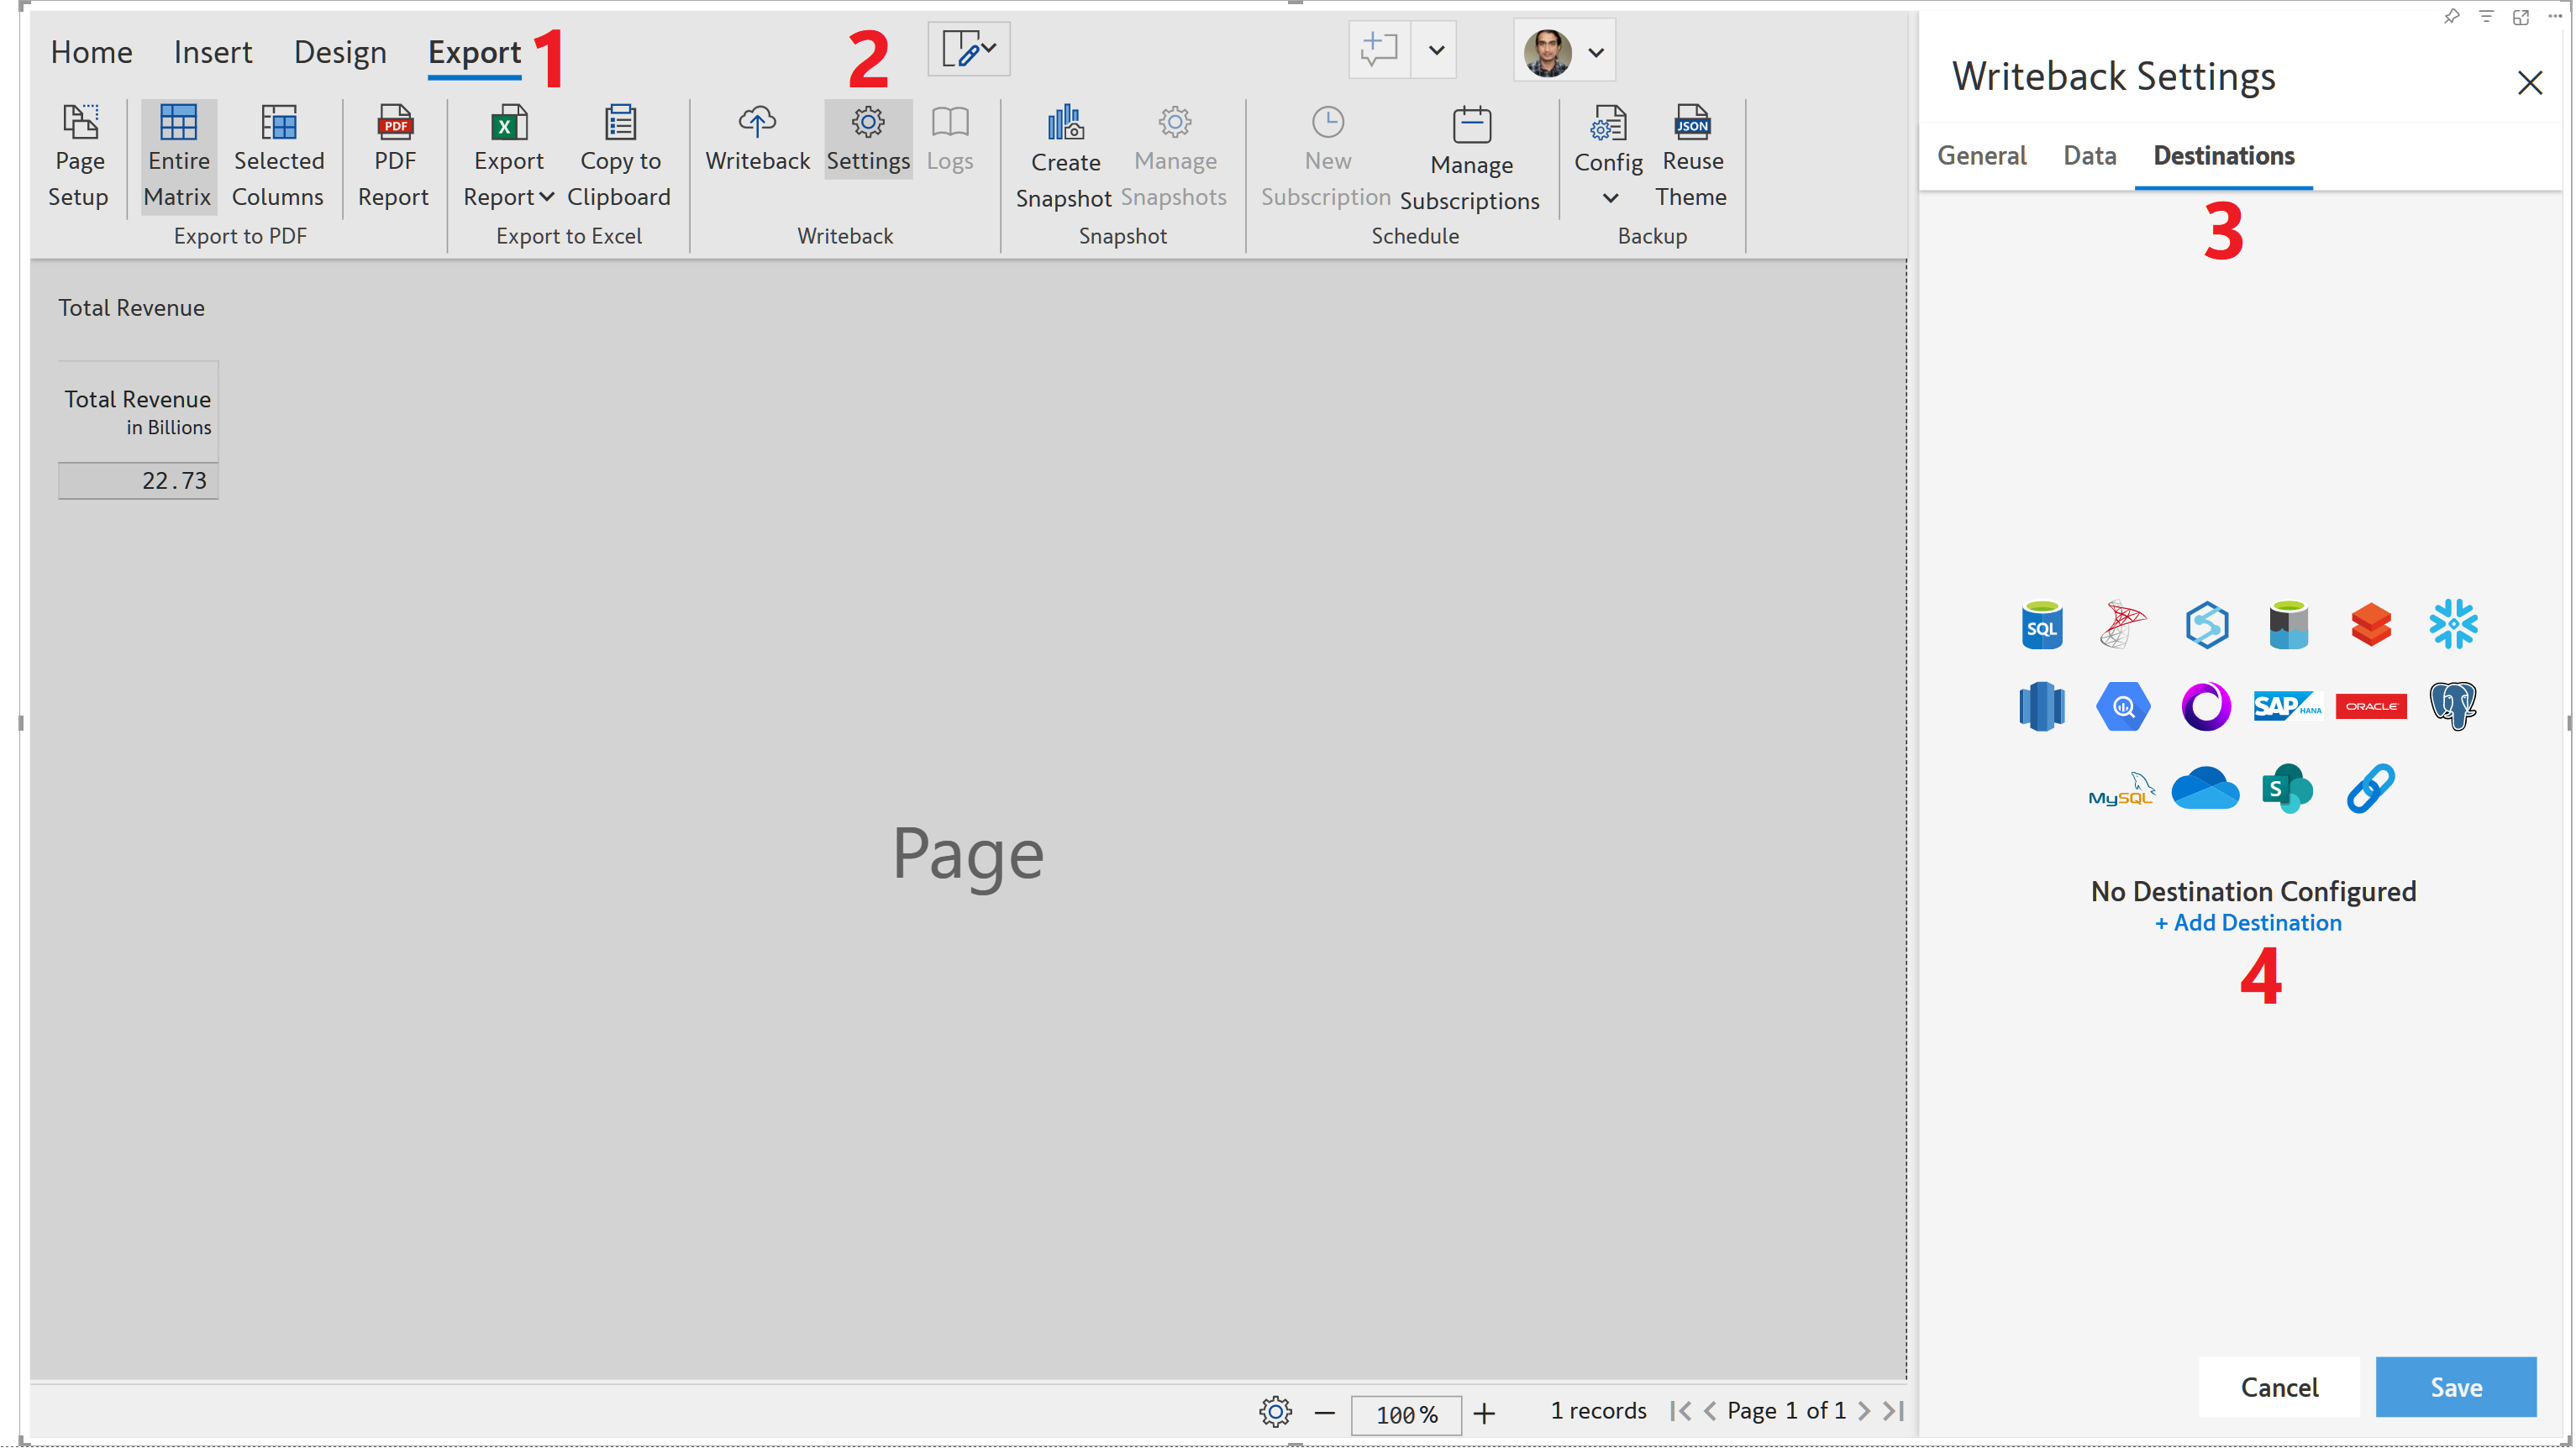 Home Insert Design Export 1 2
Page Setup
Entire Matrix
Selected Columns
PDF
PDF Report
X
Export Report
Copy to Clipboard
Writeback
Settings
Logs
Create Snapshot
Manage Snapshots
New Subscription
Manage Subscriptions
Config
JSON
Reuse Theme
Export to PDF
Export to Excel
Writeback
Snapshot
Schedule
Backup
Total Revenue
Total Revenue
in Billions
22.73
Page
100%
1 records
Page 1 of 1
Writeback Settings
General Data Destinations
3
SQL
SAP HANA
ORACLE
MySQL
S
No Destination Configured
+ Add Destination
4
Cancel
Save